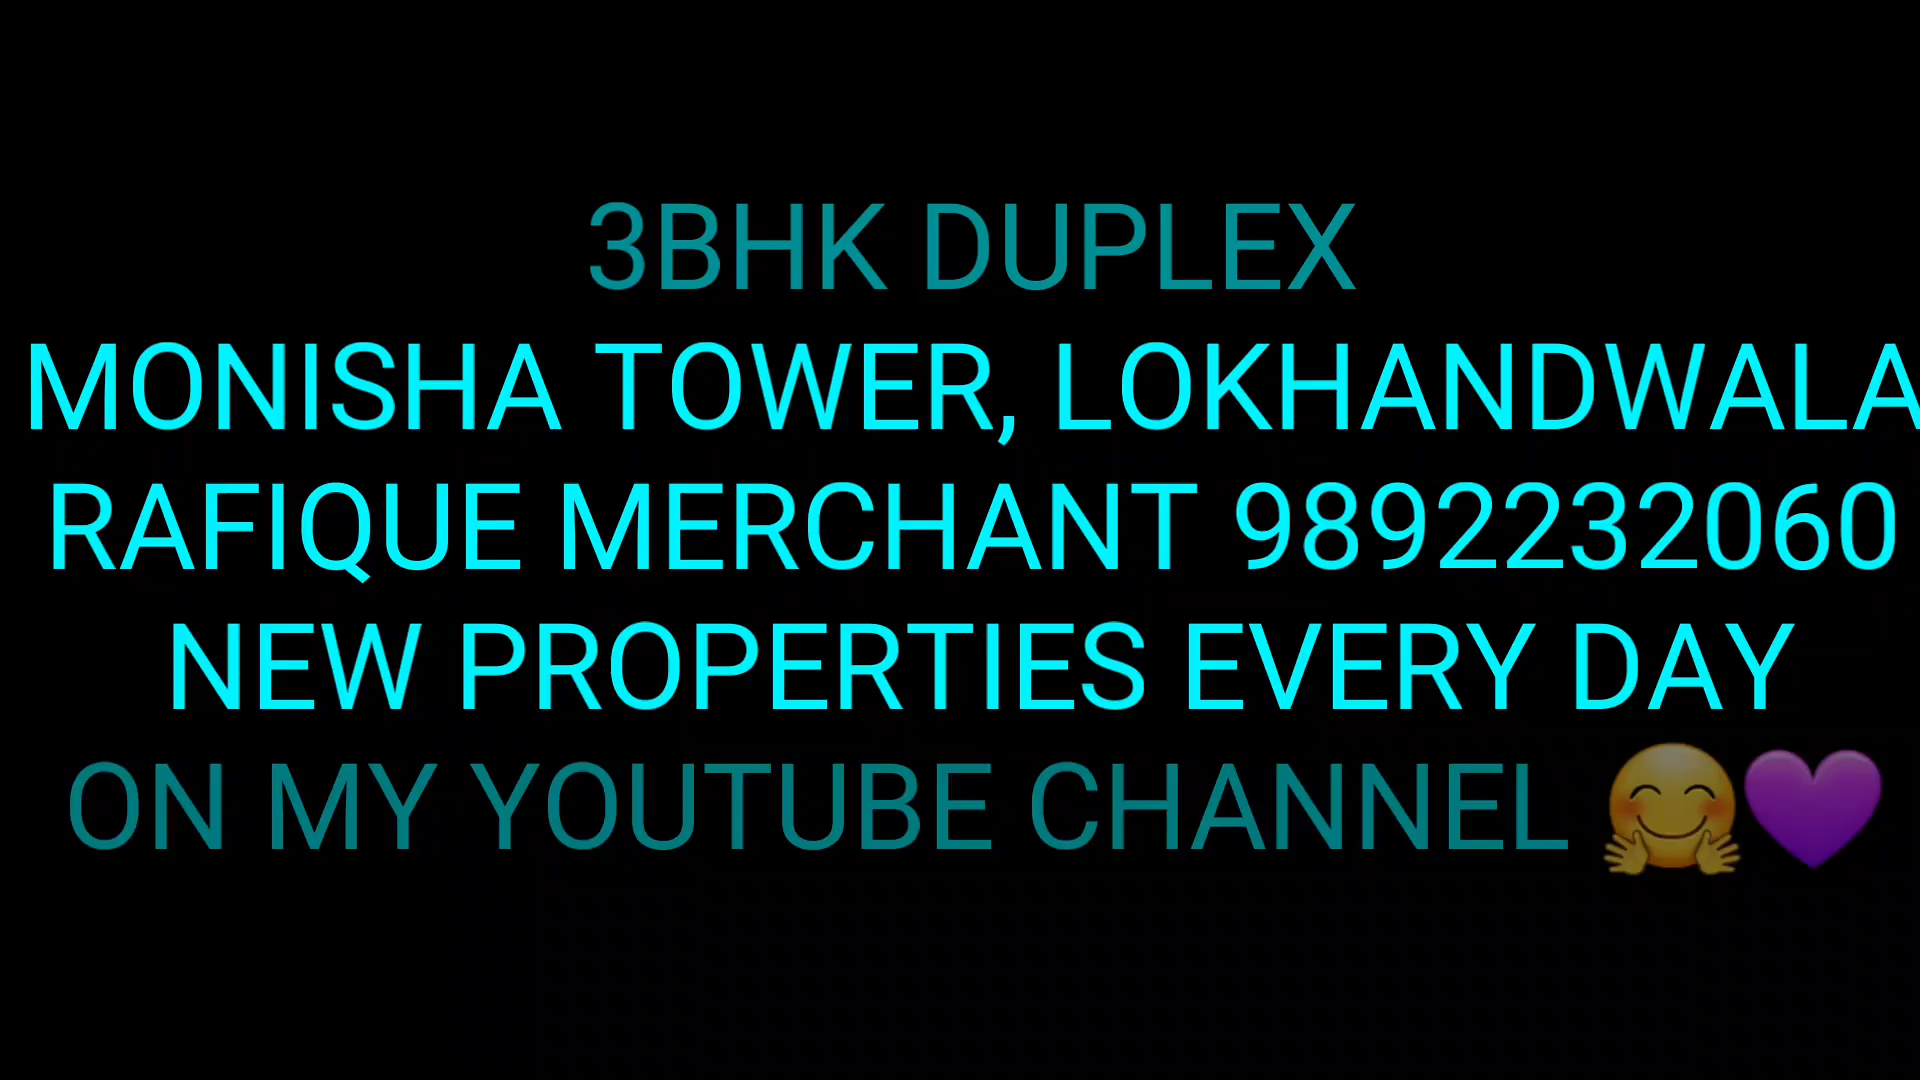 3BHK DUPLEX
MONISHA TOWER, LOKHANDWALA
RAFIQUE MERCHANT 9892232060
NEW PROPERTIES EVERY DAY
ON MY YOUTUBE CHANNEL 🤗💜